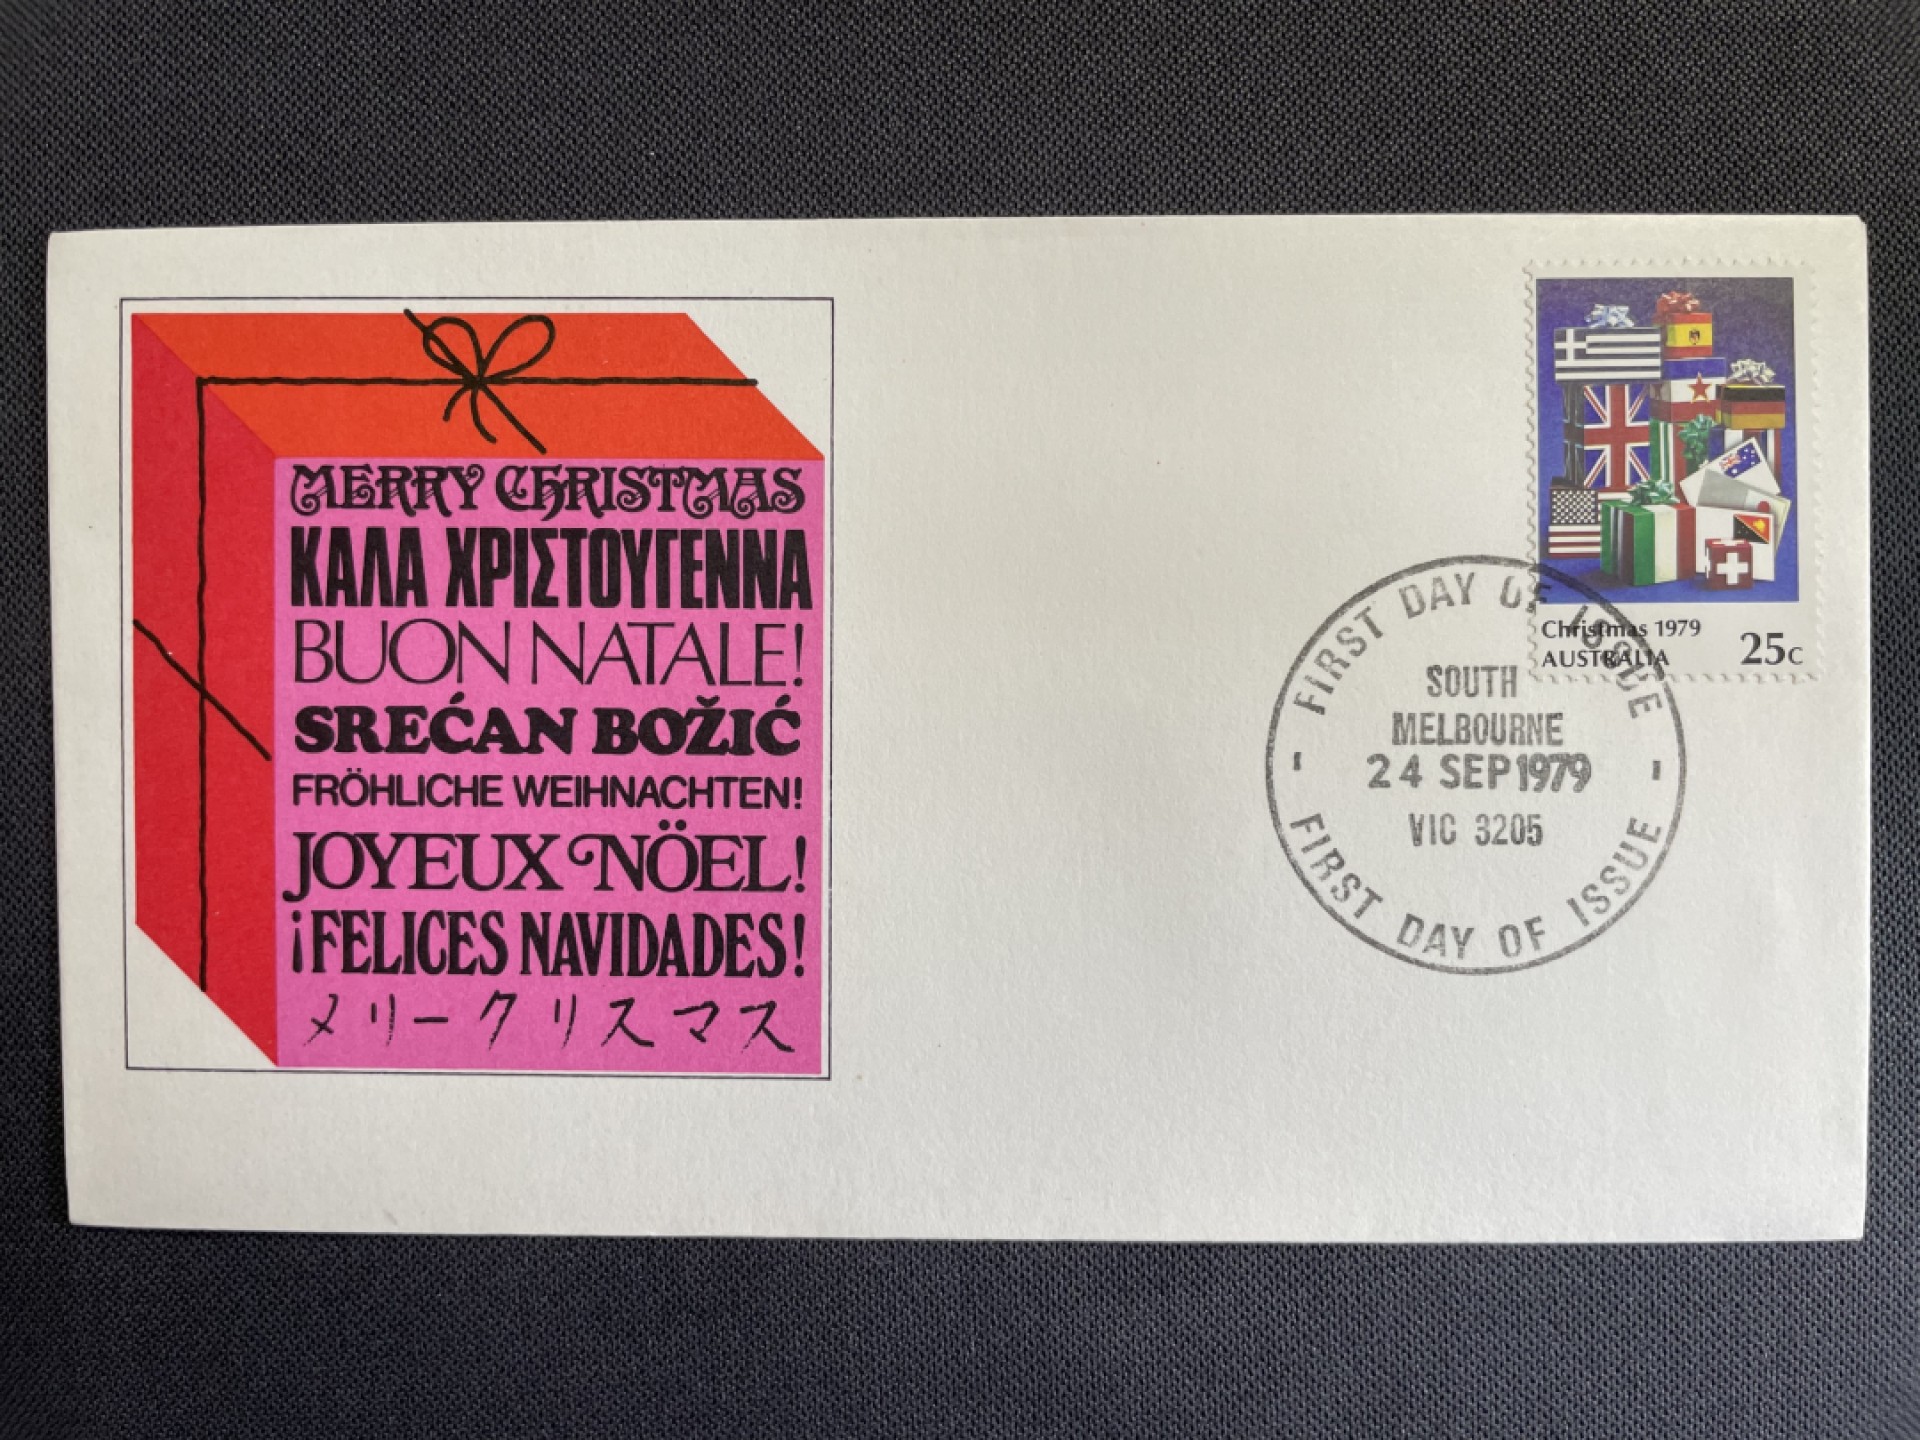 MERRY CHRISTMAS
ΚΑΛΑ ΧΡΙΣΤΟΥΓΕΝΝΑ
BUON NATALE!
SREĆAN BOŽIĆ
FRÖHLICHE WEIHNACHTEN!
JOYEUX NÖEL!
¡FELICES NAVIDADES!
メリークリスマス
Christmas 1979
AUSTRALIA 25c
FIRST DAY OF ISSUE
SOUTH
MELBOURNE
24 SEP 1979
VIC 3205
FIRST DAY OF ISSUE